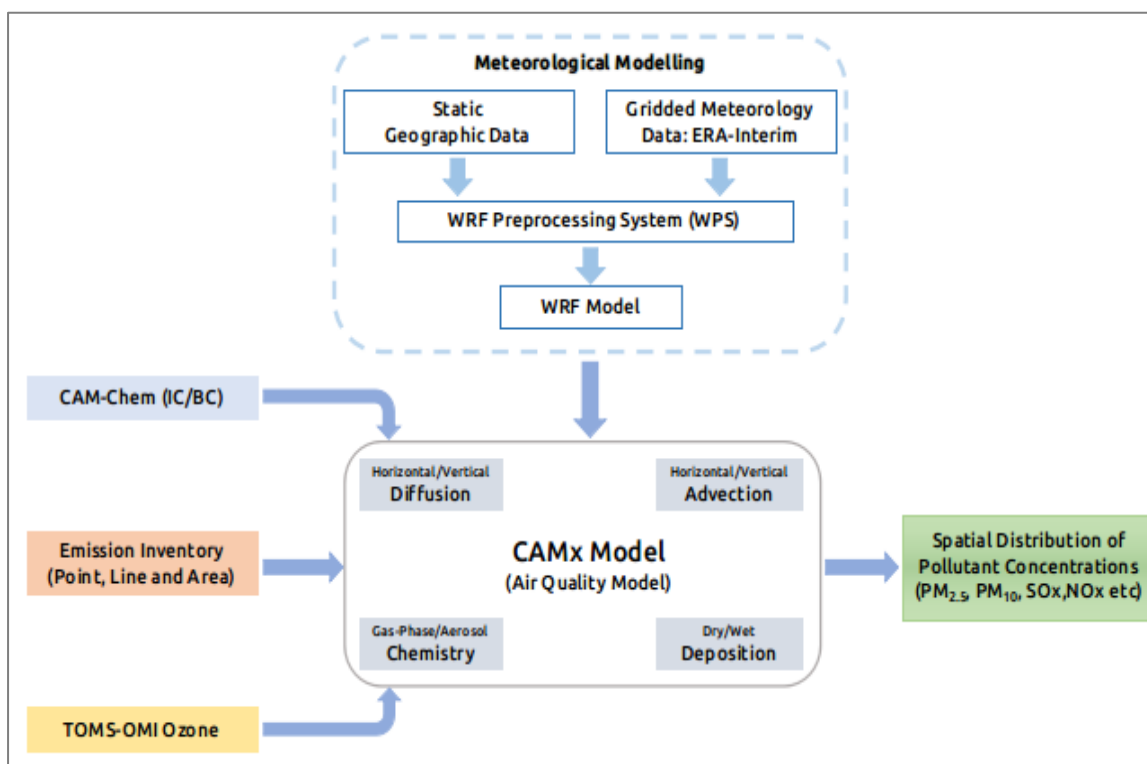 Meteorological Modelling
Static
Geographic Data
Gridded Meteorology
Data: ERA-Interim
WRF Preprocessing System (WPS)
WRF Model
CAM-Chem (IC/BC)
Horizontal/Vertical
Diffusion
Horizontal/Vertical
Advection
Emission Inventory
(Point, Line and Area)
CAMx Model
(Air Quality Model)
Spatial Distribution of
Pollutant Concentrations
(PM2.5, PM10, SOx,NOx etc)
Gas-Phase/Aerosol
Chemistry
Dry/Wet
Deposition
TOMS-OMI Ozone